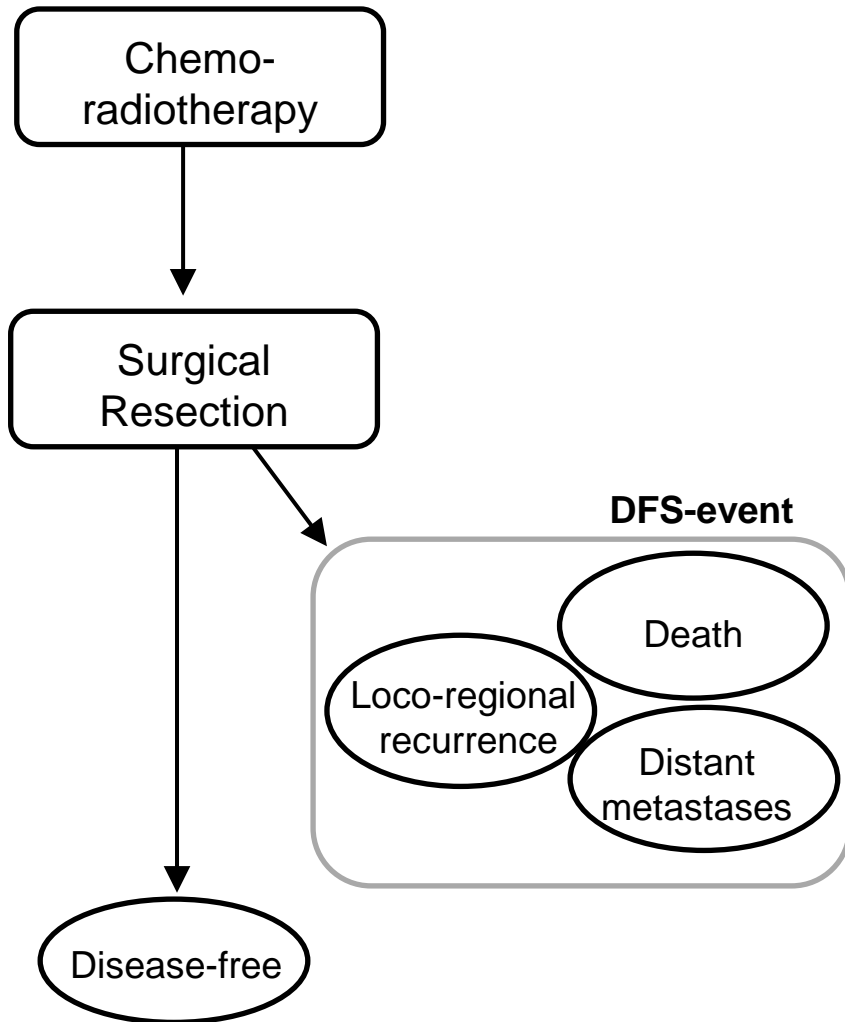 Chemo-
radiotherapy
Surgical
Resection
DFS-event
Death
Loco-regional
recurrence
Distant
metastases
Disease-free